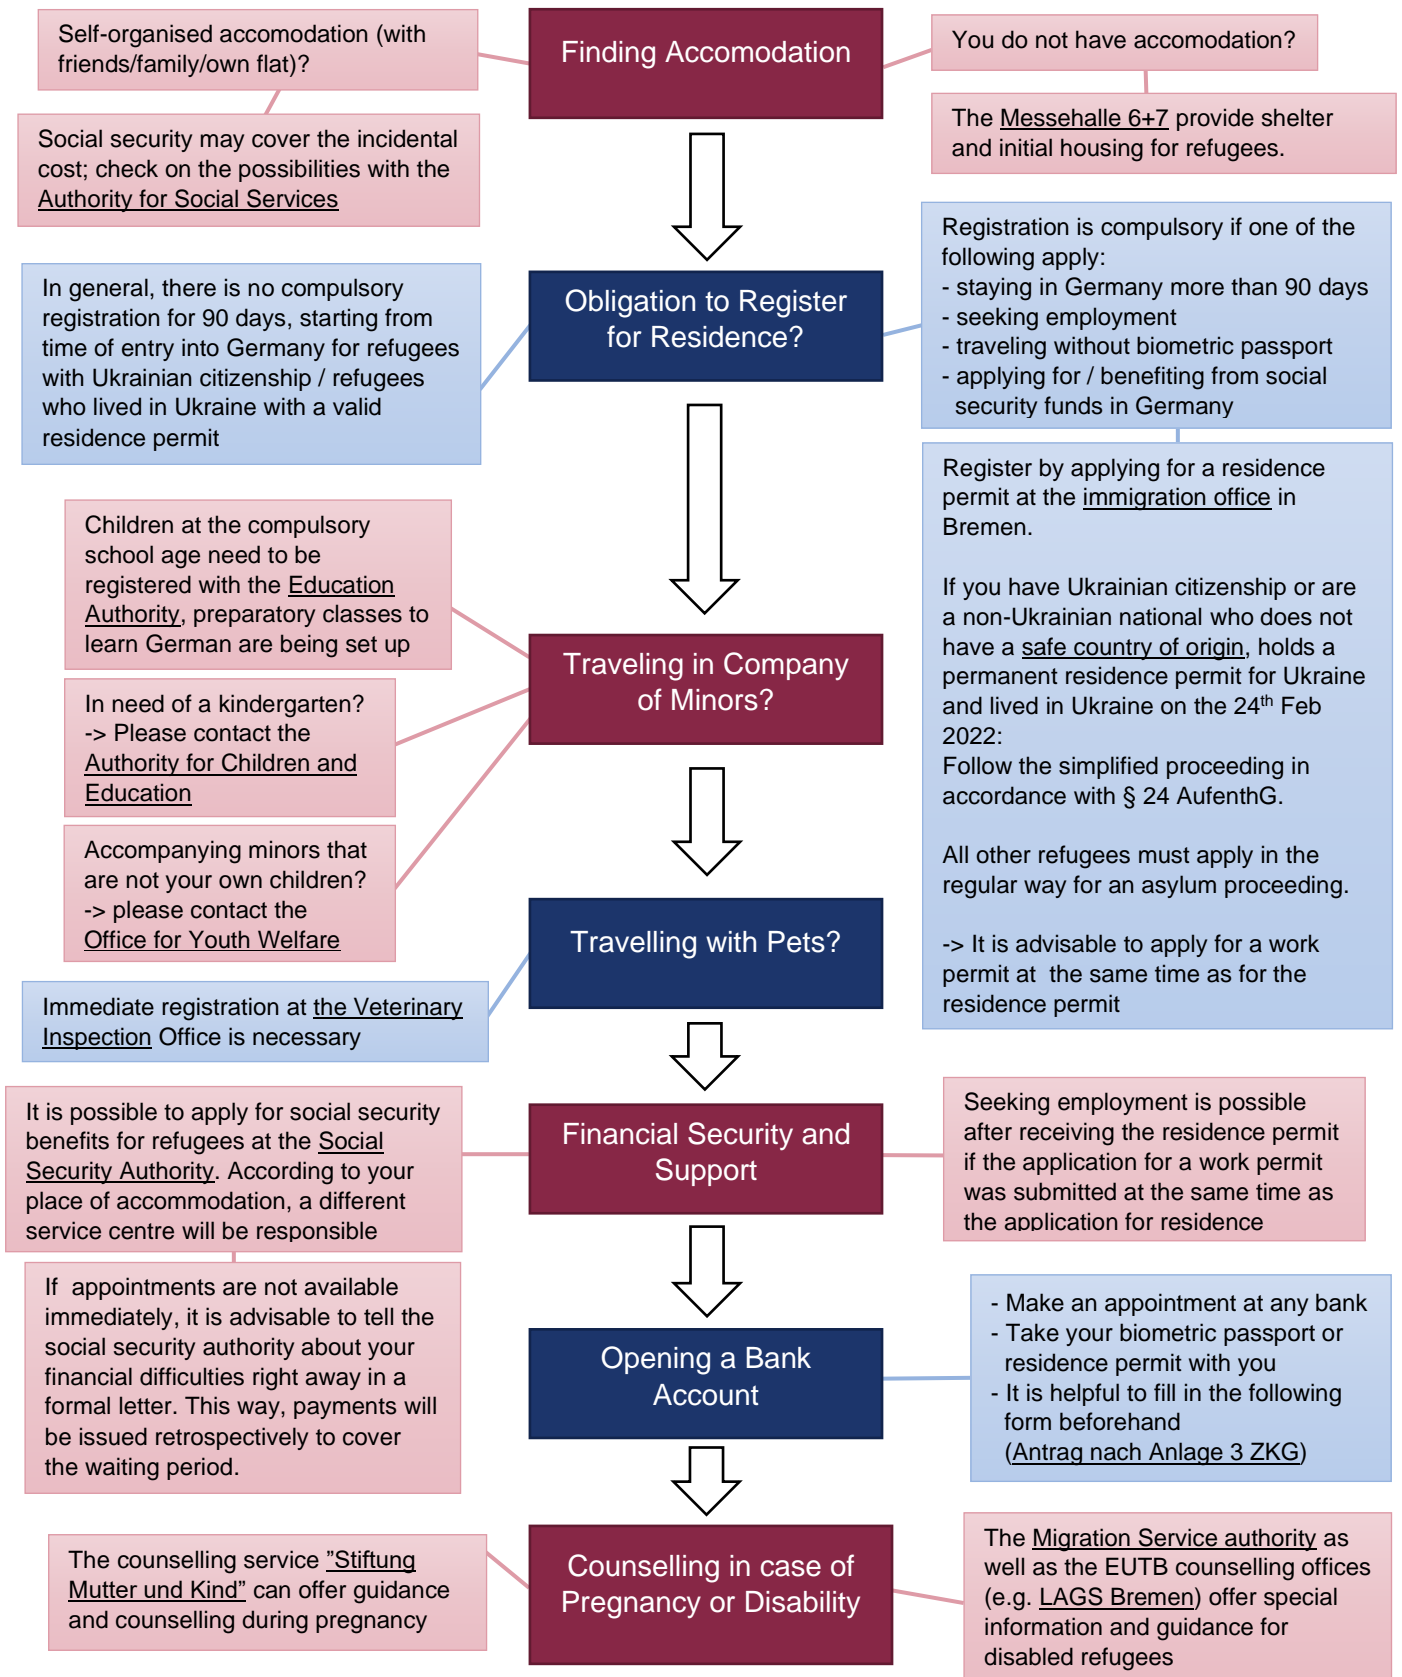 Self-organised accomodation (with
friends/family/own flat)?
Finding Accomodation
You do not have accomodation?
Social security may cover the incidental
cost; check on the possibilities with the
Authority for Social Services
The Messehalle 6+7 provide shelter
and initial housing for refugees.
In general, there is no compulsory
registration for 90 days, starting from
time of entry into Germany for refugees
with Ukrainian citizenship / refugees
who lived in Ukraine with a valid
residence permit
Obligation to Register
for Residence?
Registration is compulsory if one of the
following apply:
- staying in Germany more than 90 days
- seeking employment
- traveling without biometric passport
- applying for / benefiting from social
security funds in Germany
Register by applying for a residence
permit at the immigration office in
Bremen.
If you have Ukrainian citizenship or are
a non-Ukrainian national who does not
have a safe country of origin, holds a
permanent residence permit for Ukraine
and lived in Ukraine on the 24th Feb
2022:
Follow the simplified proceeding in
accordance with § 24 AufenthG.
All other refugees must apply in the
regular way for an asylum proceeding.
-> It is advisable to apply for a work
permit at  the same time as for the
residence permit
Children at the compulsory
school age need to be
registered with the Education
Authority, preparatory classes to
learn German are being set up
Traveling in Company
of Minors?
In need of a kindergarten?
-> Please contact the
Authority for Children and
Education
Accompanying minors that
are not your own children?
-> please contact the
Office for Youth Welfare
Travelling with Pets?
Immediate registration at the Veterinary
Inspection Office is necessary
It is possible to apply for social security
benefits for refugees at the Social
Security Authority. According to your
place of accommodation, a different
service centre will be responsible
Financial Security and
Support
Seeking employment is possible
after receiving the residence permit
if the application for a work permit
was submitted at the same time as
the application for residence
If  appointments are not available
immediately, it is advisable to tell the
social security authority about your
financial difficulties right away in a
formal letter. This way, payments will
be issued retrospectively to cover
the waiting period.
Opening a Bank
Account
- Make an appointment at any bank
- Take your biometric passport or
residence permit with you
- It is helpful to fill in the following
form beforehand
(Antrag nach Anlage 3 ZKG)
The counselling service ”Stiftung
Mutter und Kind” can offer guidance
and counselling during pregnancy
Counselling in case of
Pregnancy or Disability
The Migration Service authority as
well as the EUTB counselling offices
(e.g. LAGS Bremen) offer special
information and guidance for
disabled refugees